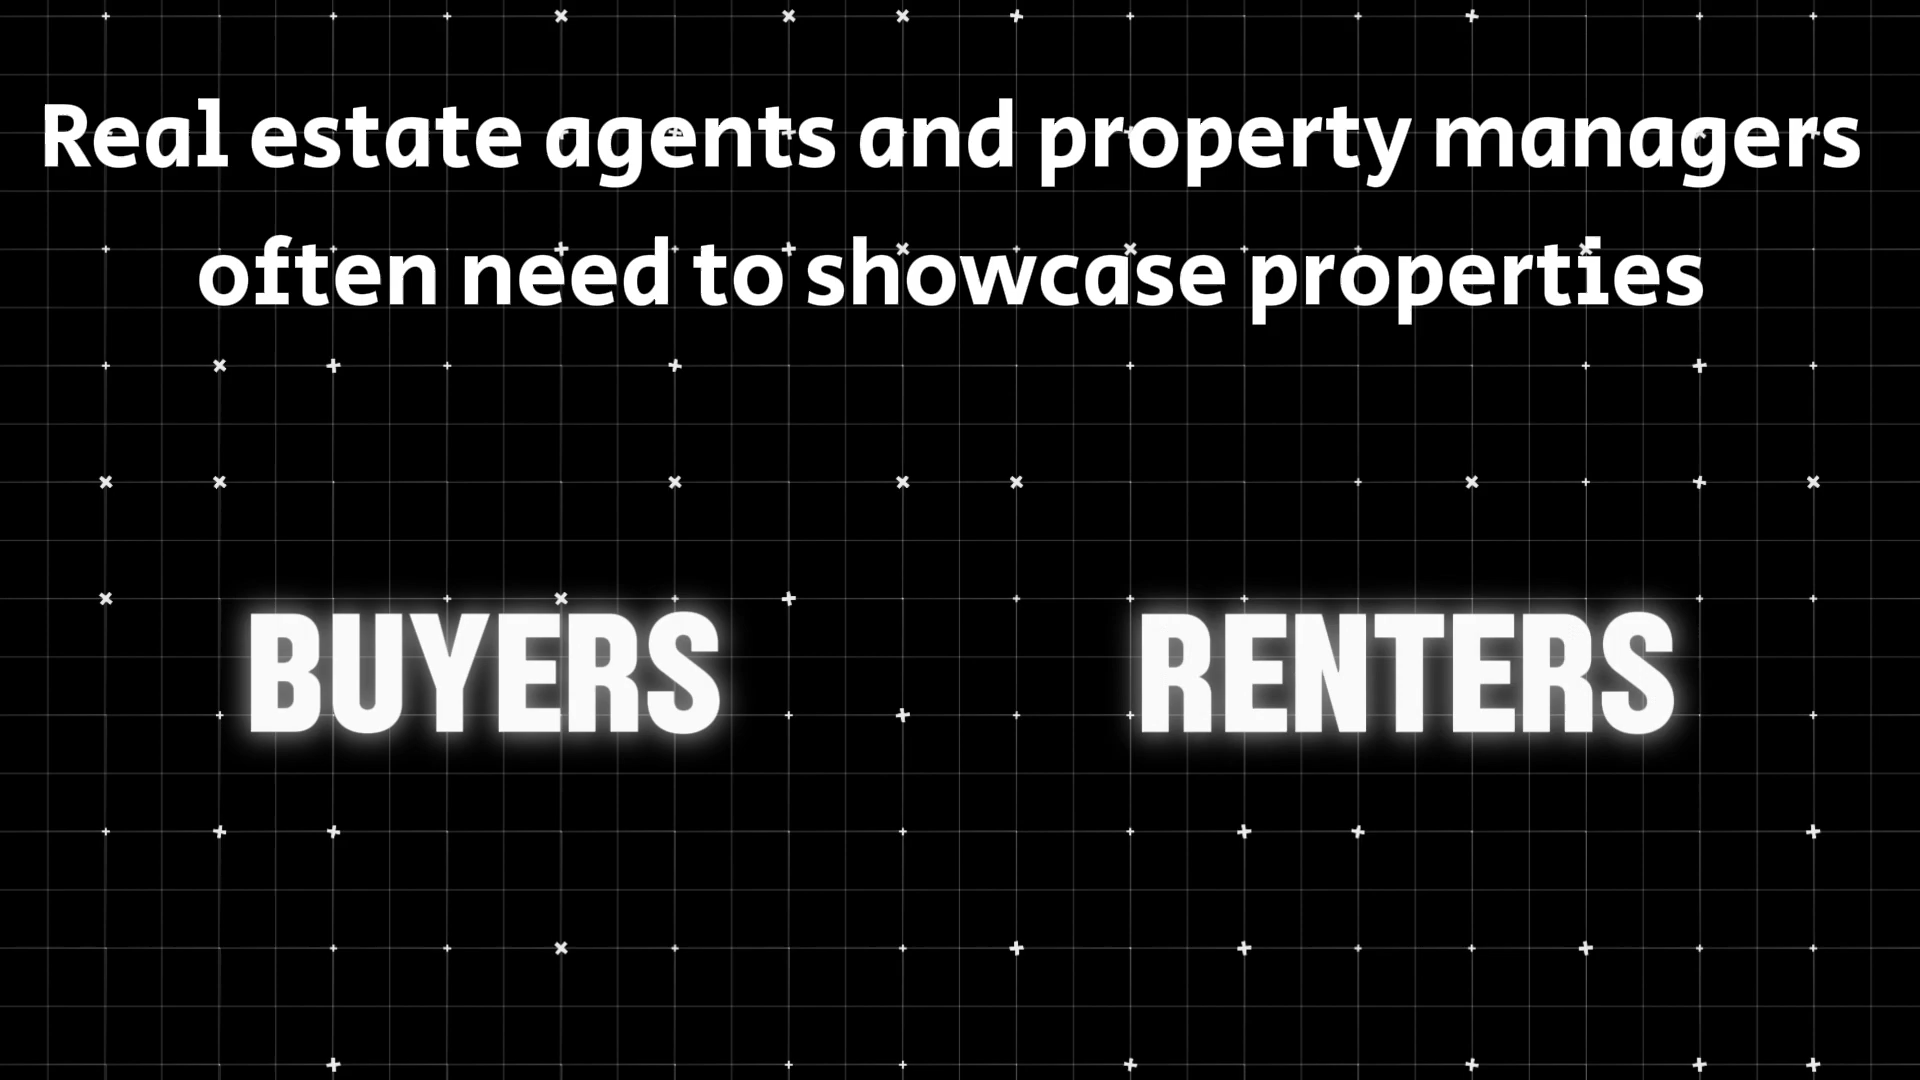 Real estate agents and property managers
often need to showcase properties
BUYERS
RENTERS